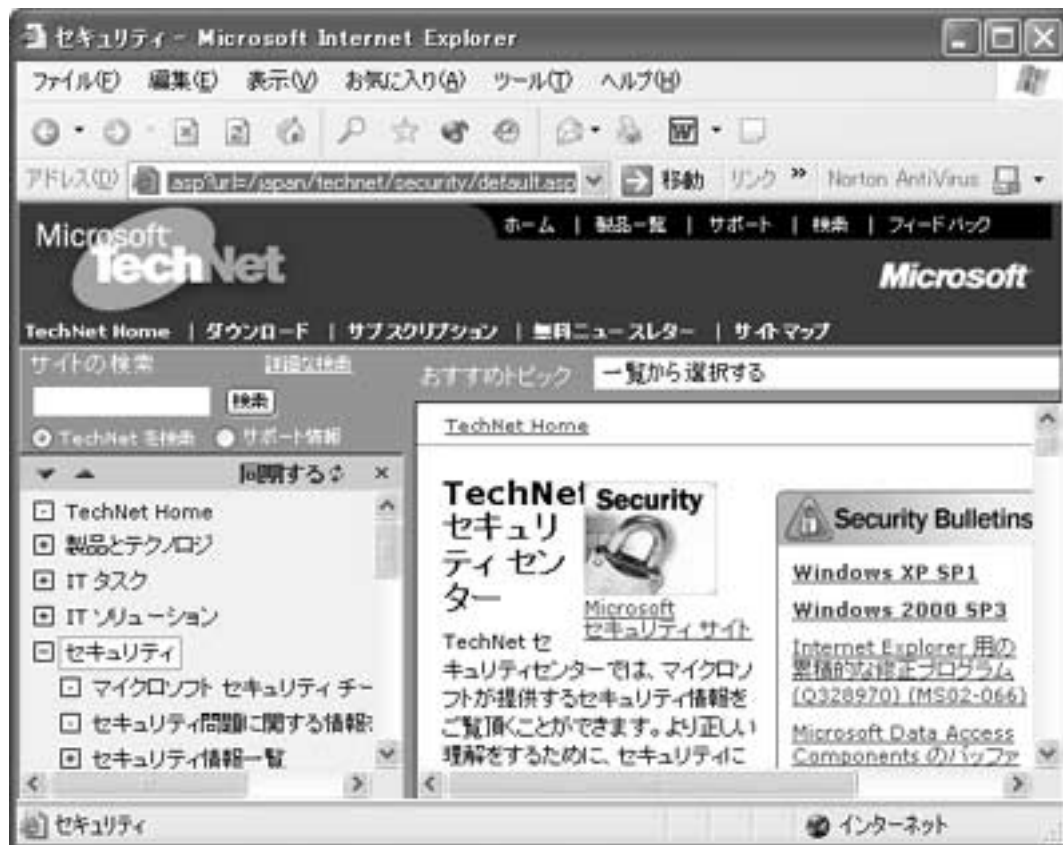 セキュリティ - Microsoft Internet Explorer
ファイル(F) 編集(E) 表示(V) お気に入り(A) ツール(T) ヘルプ(H)
アドレス(D) asp?url=/japan/technet/security/default.asp 移動 リンク » Norton AntiVirus
Microsoft TechNet
ホーム | 製品一覧 | サポート | 検索 | フィードバック
Microsoft
TechNet Home | ダウンロード | サブスクリプション | 無料ニュースレター | サイトマップ
サイトの検索 詳細な検索
検索
TechNet を検索 サポート情報
おすすめトピック 一覧から選択する
同期する
TechNet Home
製品とテクノロジ
IT タスク
IT ソリューション
セキュリティ
マイクロソフト セキュリティ チー
セキュリティ問題に関する情報
セキュリティ情報一覧
TechNet Home
TechNet
セキュリ
ティ セン
ター
Security
Microsoft
セキュリティ サイト
TechNet セ
キュリティセンターでは、マイクロソ
フトが提供するセキュリティ情報を
ご覧頂くことができます。より正しい
理解をするために、セキュリティに
Security Bulletins
Windows XP SP1
Windows 2000 SP3
Internet Explorer 用の
累積的な修正プログラム
(Q328970) (MS02-066)
Microsoft Data Access
Components のバッファ
セキュリティ
インターネット